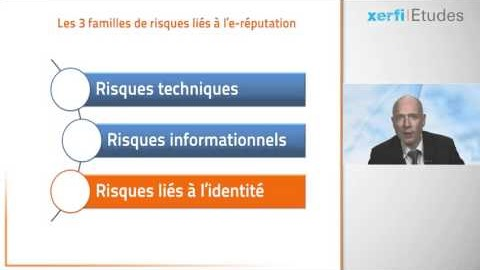 Les 3 familles de risques liés à l'e-réputation
xerfi Etudes
Risques techniques
Risques informationnels
Risques liés à l'identité